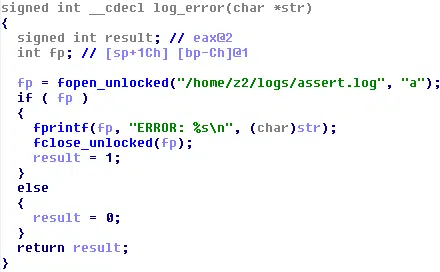 signed int __cdecl log_error(char *str)
{
  signed int result; // eax@2
  int fp; // [sp+1Ch] [bp-Ch]@1

  fp = fopen_unlocked("/home/z2/logs/assert.log", "a");
  if ( fp )
  {
    fprintf(fp, "ERROR: %s\n", (char)str);
    fclose_unlocked(fp);
    result = 1;
  }
  else
  {
    result = 0;
  }
  return result;
}